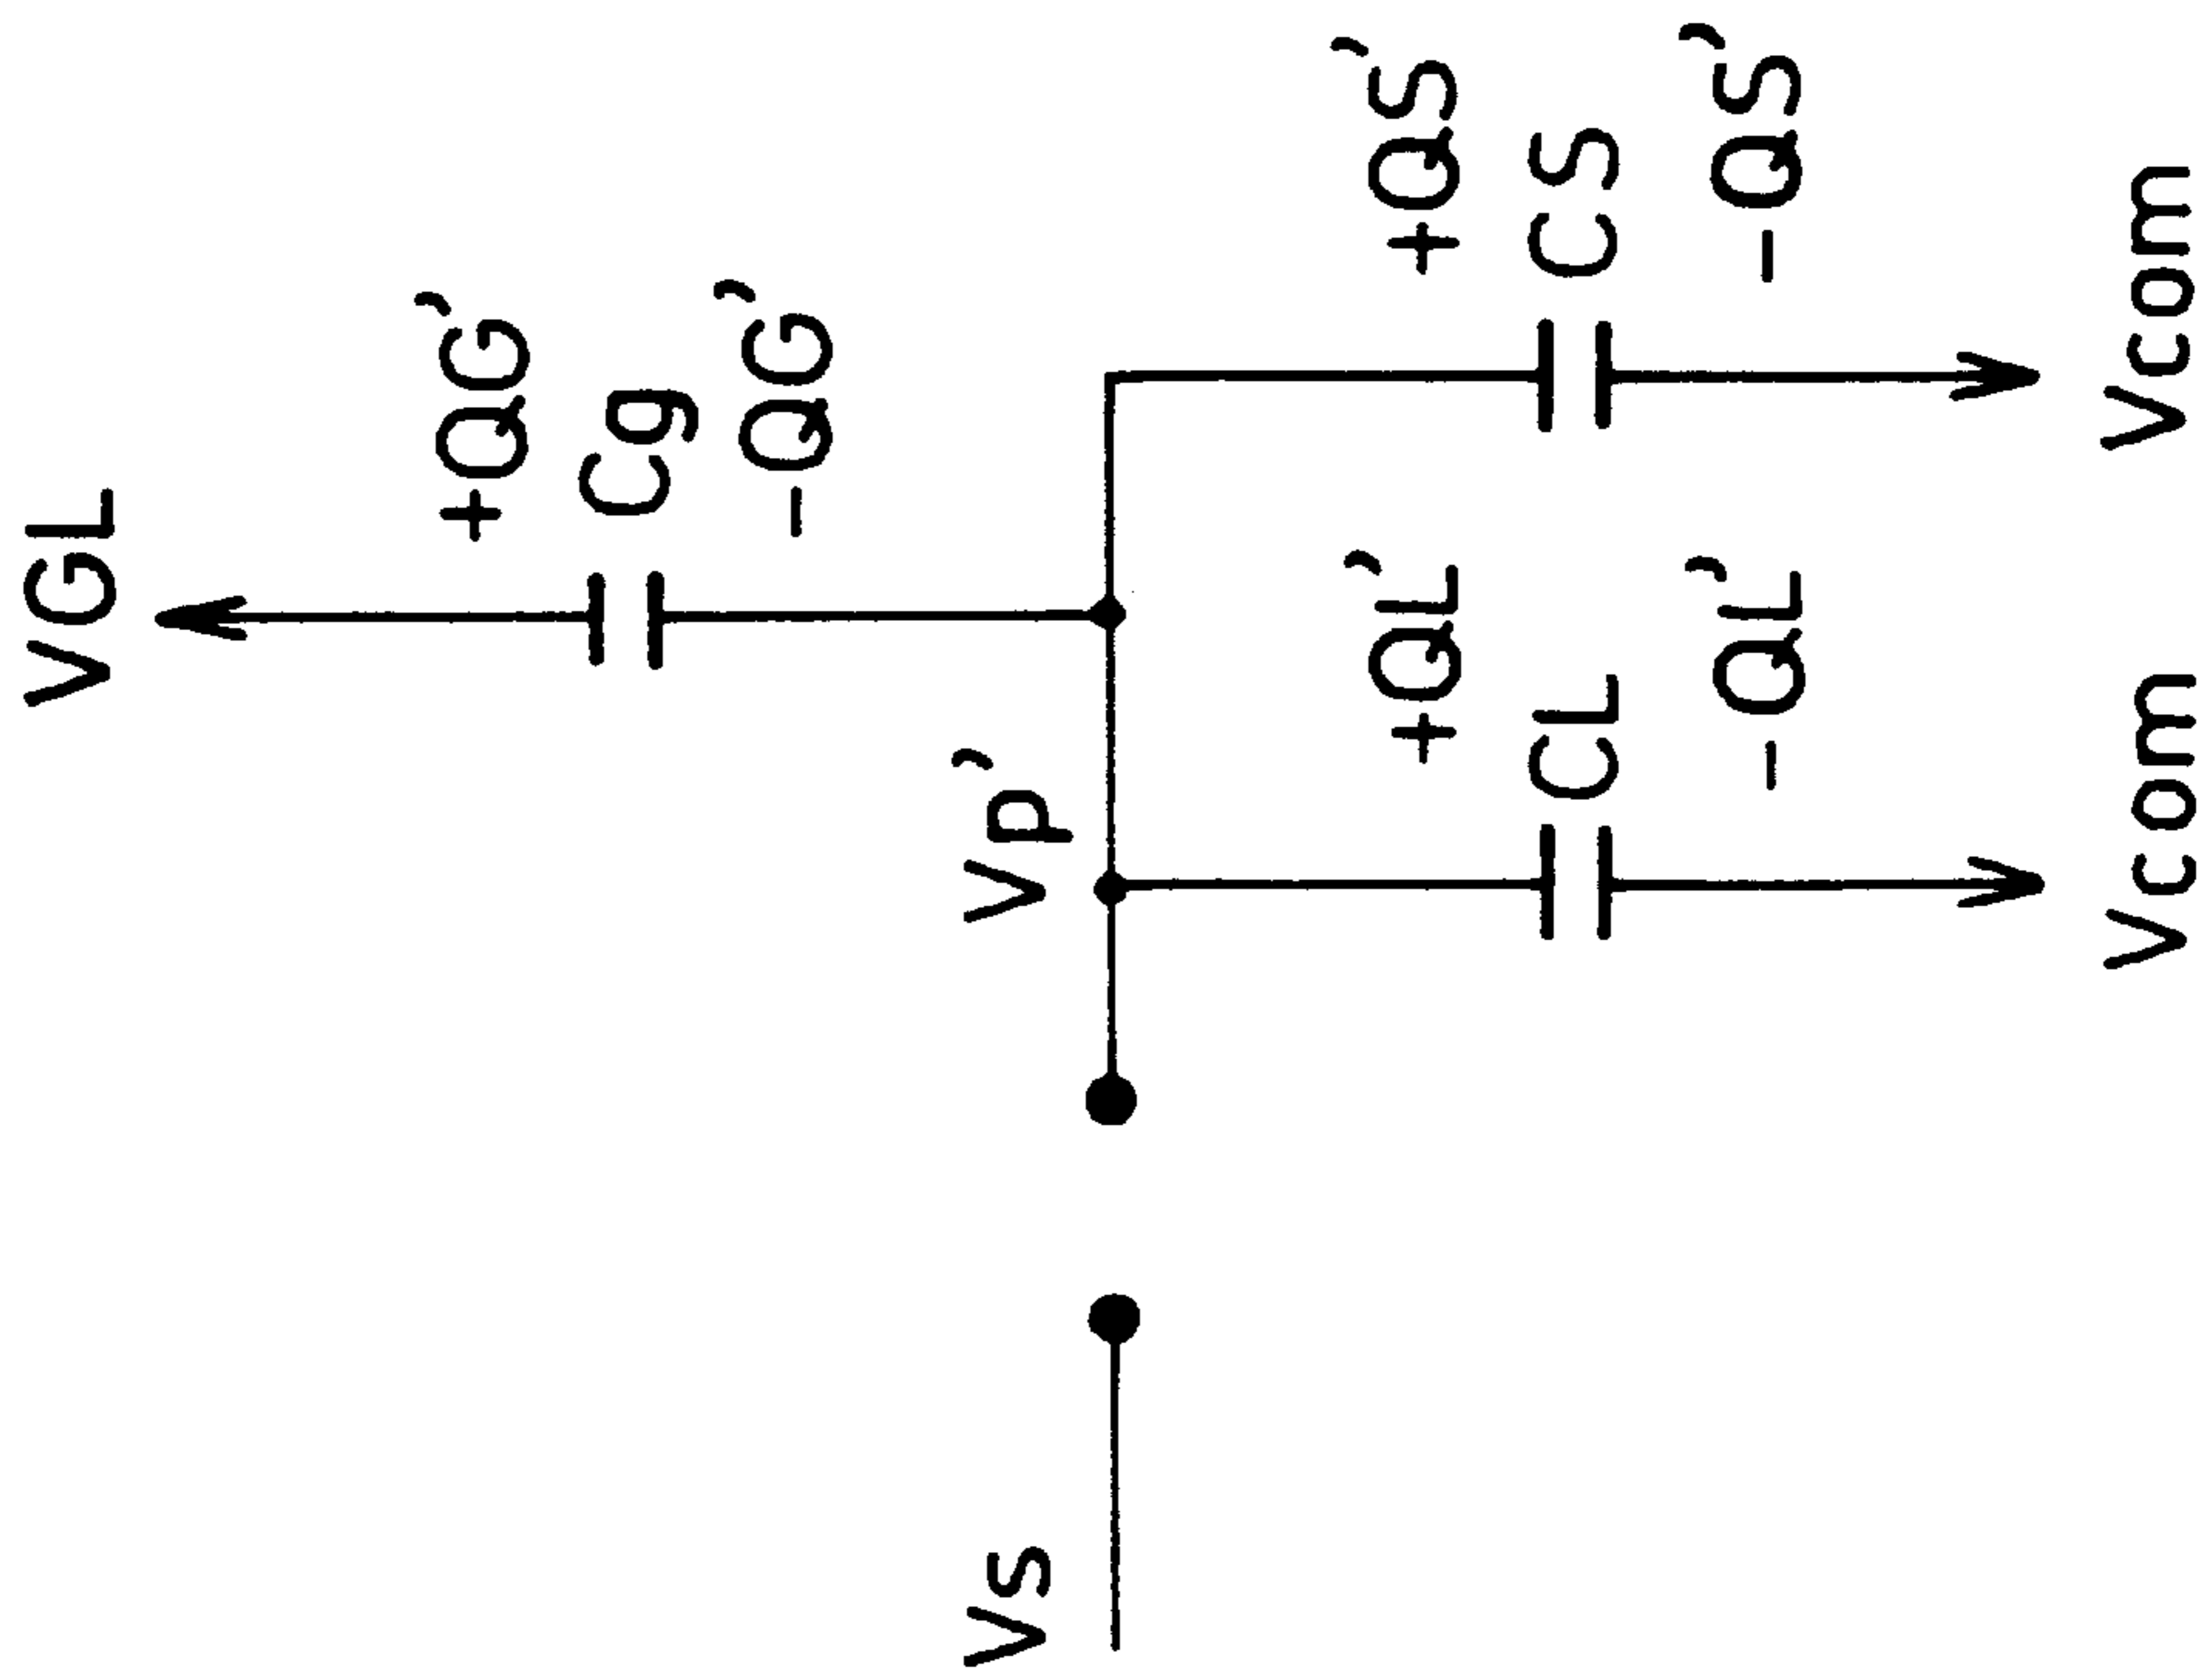 VGL
+QG'
Cg
-QG'
Vs
Vp'
+QL'
CL
-QL'
+QS'
CS
-QS'
Vcom
Vcom